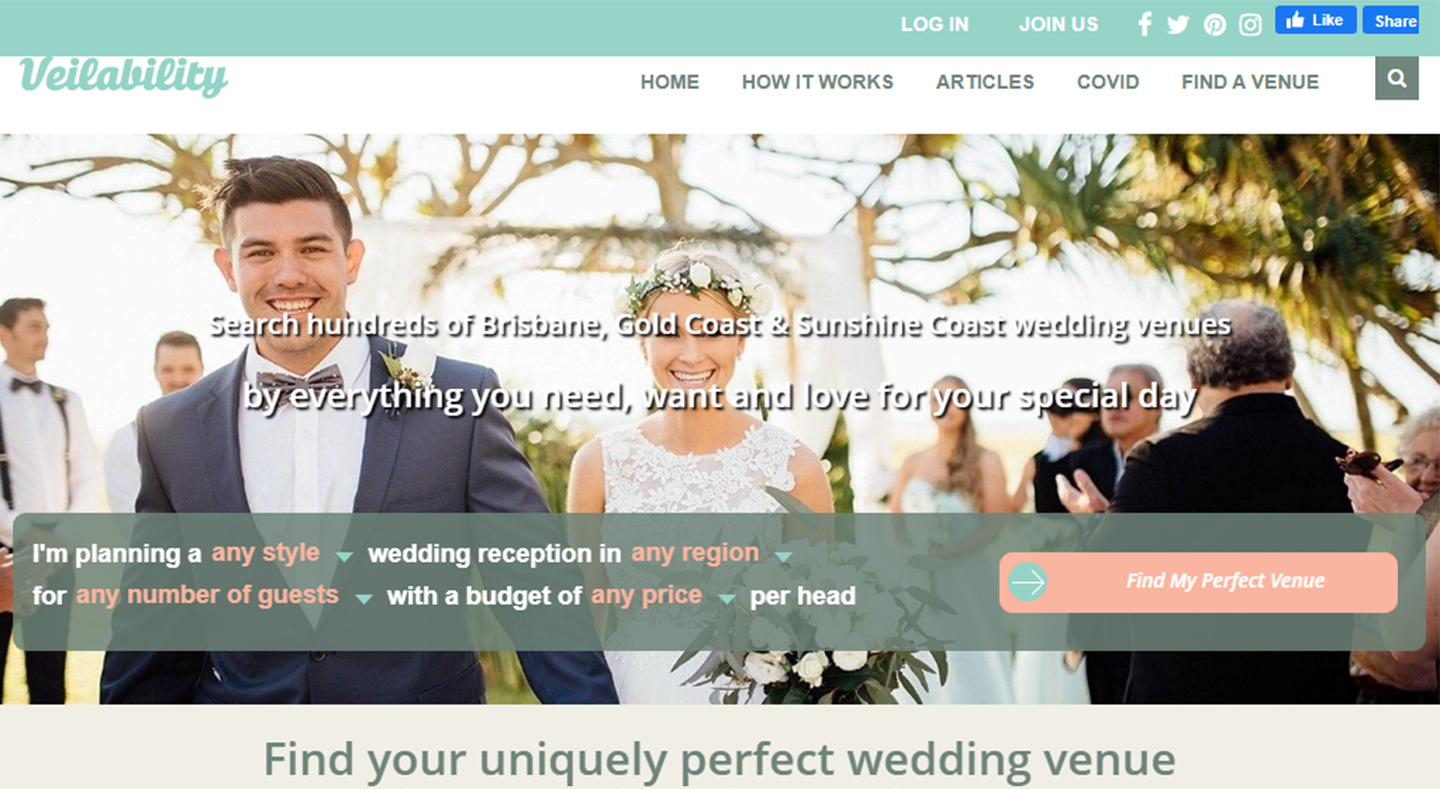 LOG IN JOIN US Like Share
Veilability
HOME HOW IT WORKS ARTICLES COVID FIND A VENUE
Search hundreds of Brisbane, Gold Coast & Sunshine Coast wedding venues
by everything you need, want and love for your special day
I'm planning a any style wedding reception in any region
for any number of guests with a budget of any price per head
Find My Perfect Venue
Find your uniquely perfect wedding venue